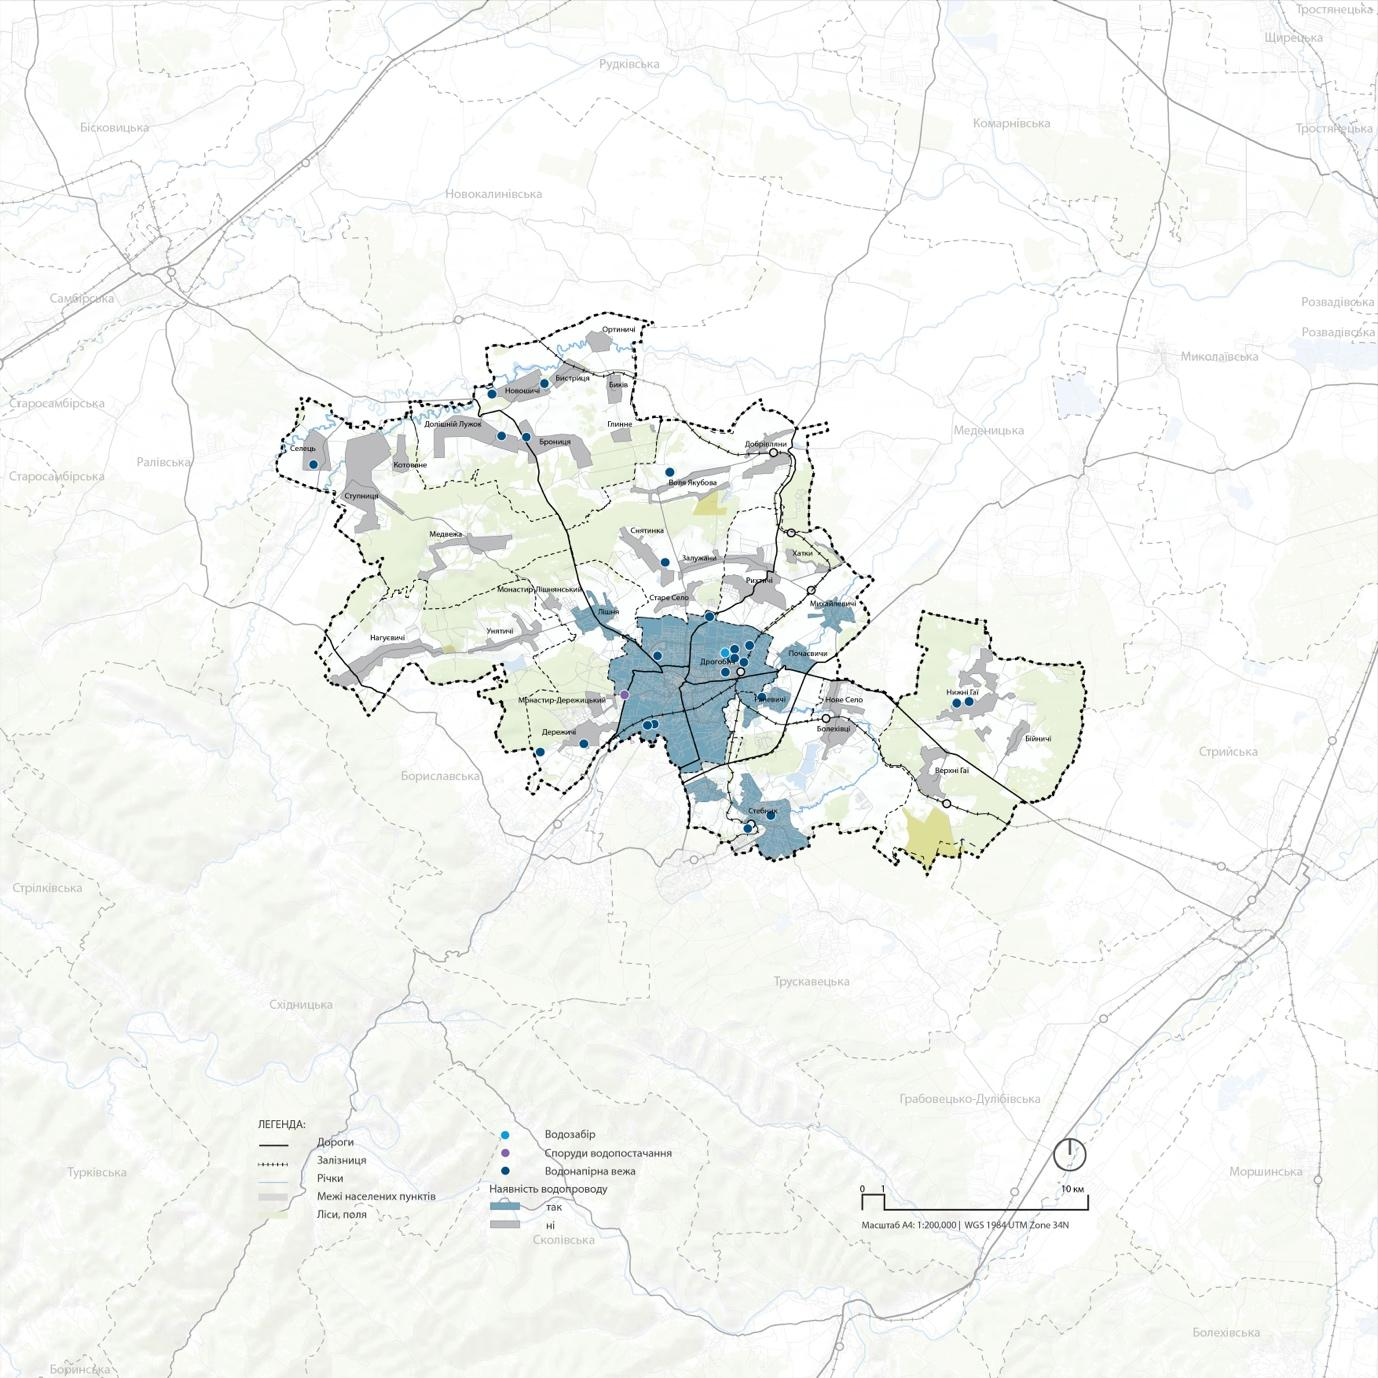 Тростянецька
Щирецька
Рудківська
Бісковицька
Комарнівська
Тростянецька
Новокалинівська
Самбірська
Розвадівська
Розвадівська
Миколаївська
Ортиничі
Бистриця
Биків
Новошичі
Старосамбірська
Долішній Лужок
Глинне
Меденицька
Брониця
Добрівляни
Селець
Котоване
Ралівська
Старосамбірська
Воля Якубова
Ступниця
Медвежа
Снятинка
Залужани
Хатки
Рихтичі
Монастир-Лішнянський
Старе Село
Михайлевичі
Лішня
Унятичі
Нагуєвичі
Почаєвичі
Дрогобич
Нижні Гаї
Монастир-Дережицький
Раневичі
Нове Село
Дережичі
Болехівці
Бійничі
Стрийська
Бориславська
Верхні Гаї
Стебник
Стрілківська
Трускавецька
Східницька
Грабовецько-Дулібівська
Турківська
Моршинська
Сколівська
Болехівська
Боринська
ЛЕГЕНДА:
Дороги
Залізниця
Річки
Межі населених пунктів
Ліси, поля
Водозабір
Споруди водопостачання
Водонапірна вежа
Наявність водопроводу
так
ні
0 1 10 км
Масштаб А4: 1:200,000 | WGS 1984 UTM Zone 34N